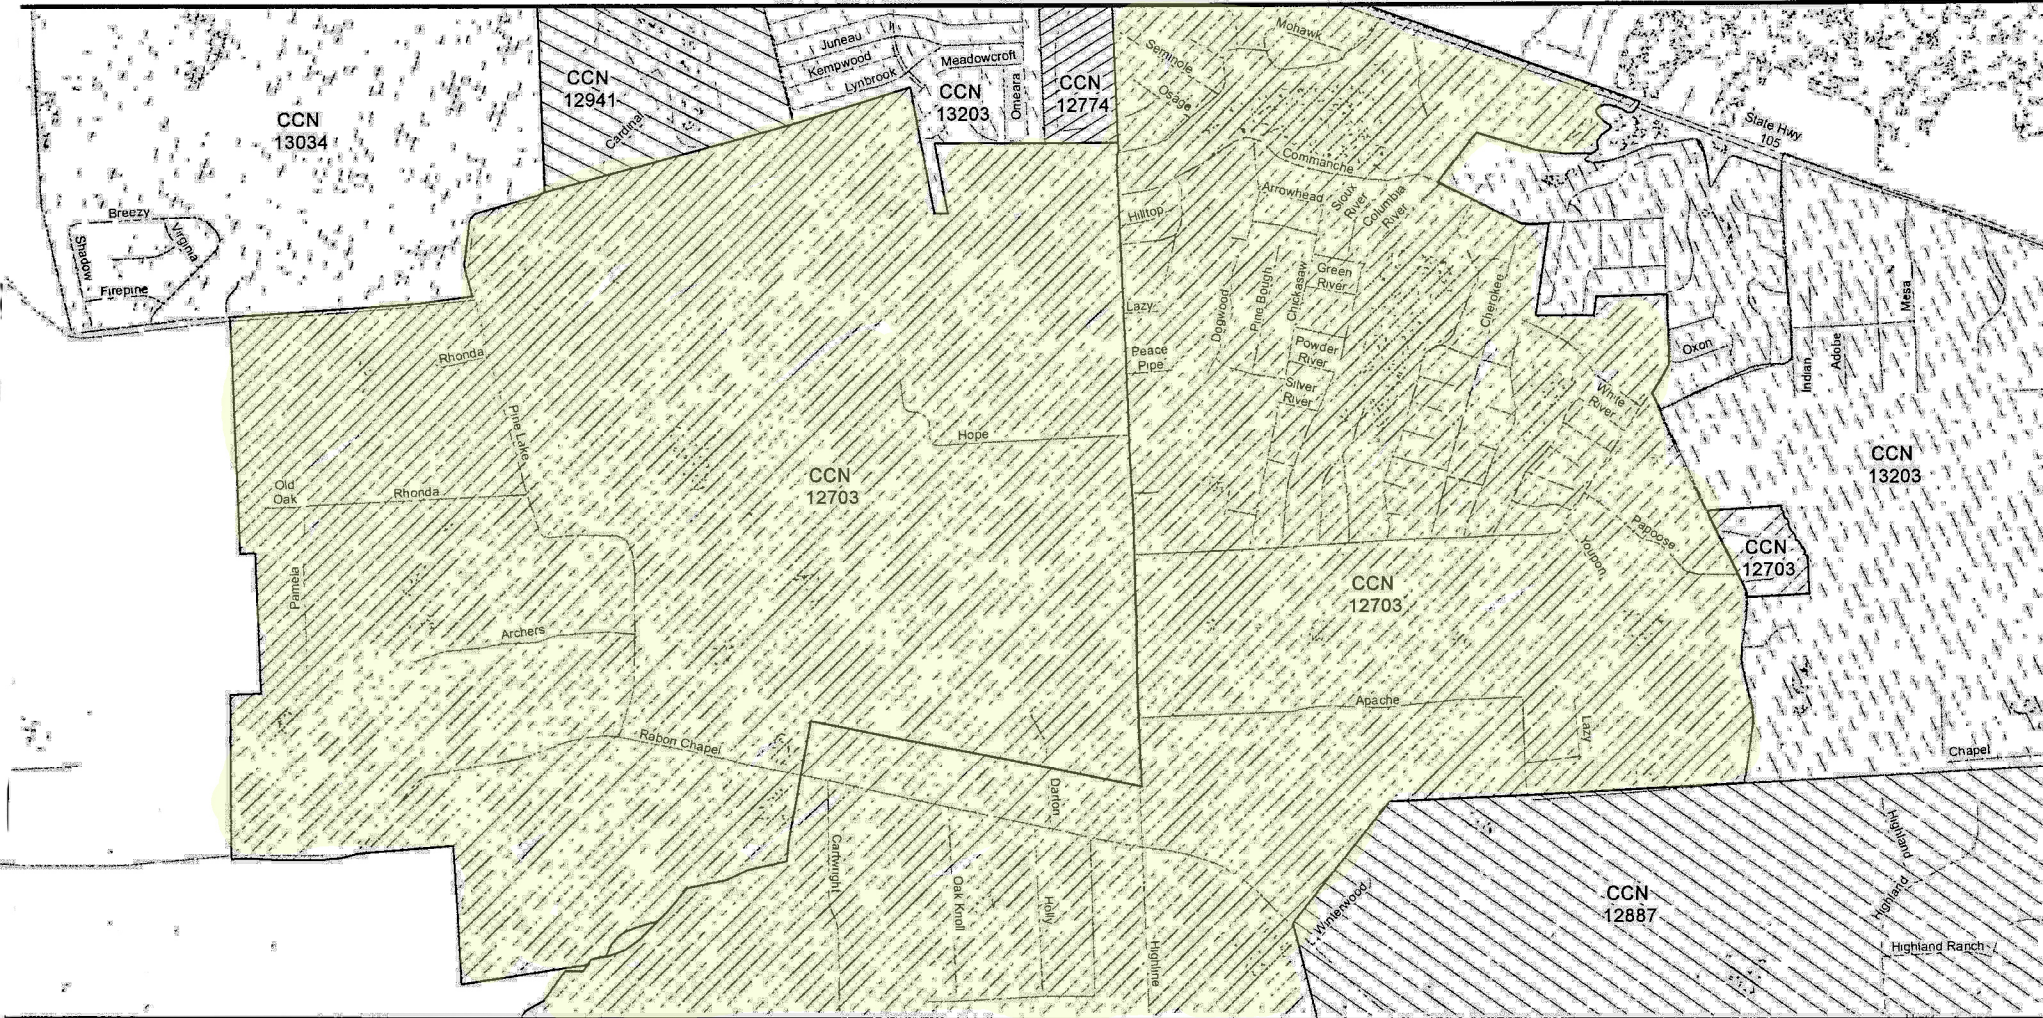 Mohawk
Seminole
Osage
Juneau
Kempwood
Lynbrook
Meadowcroft
Omeara
CCN
12941
Cardinal
CCN
13203
CCN
12774
CCN
13034
State Hwy
105
Commanche
Arrowhead
Sioux
River
Columbia
River
Hilltop
Breezy
Virginia
Shadow
Firepine
Green
River
Lazy
Dogwood
Pine Bough
Chickasaw
Cherokee
Mesa
Peace
Pipe
Powder
River
Silver
River
White
River
Oxon
Indian
Adobe
Rhonda
Pine Lake
Hope
CCN
12703
CCN
13203
Old
Oak
Rhonda
Papoose
Youpon
CCN
12703
CCN
12703
Pamela
Archers
Apache
Lazy
Rabon Chapel
Chapel
Darlon
Cartwright
Oak Knoll
Holly
Highline
L. Winterwood
CCN
12887
Highland
Highland
Highland Ranch